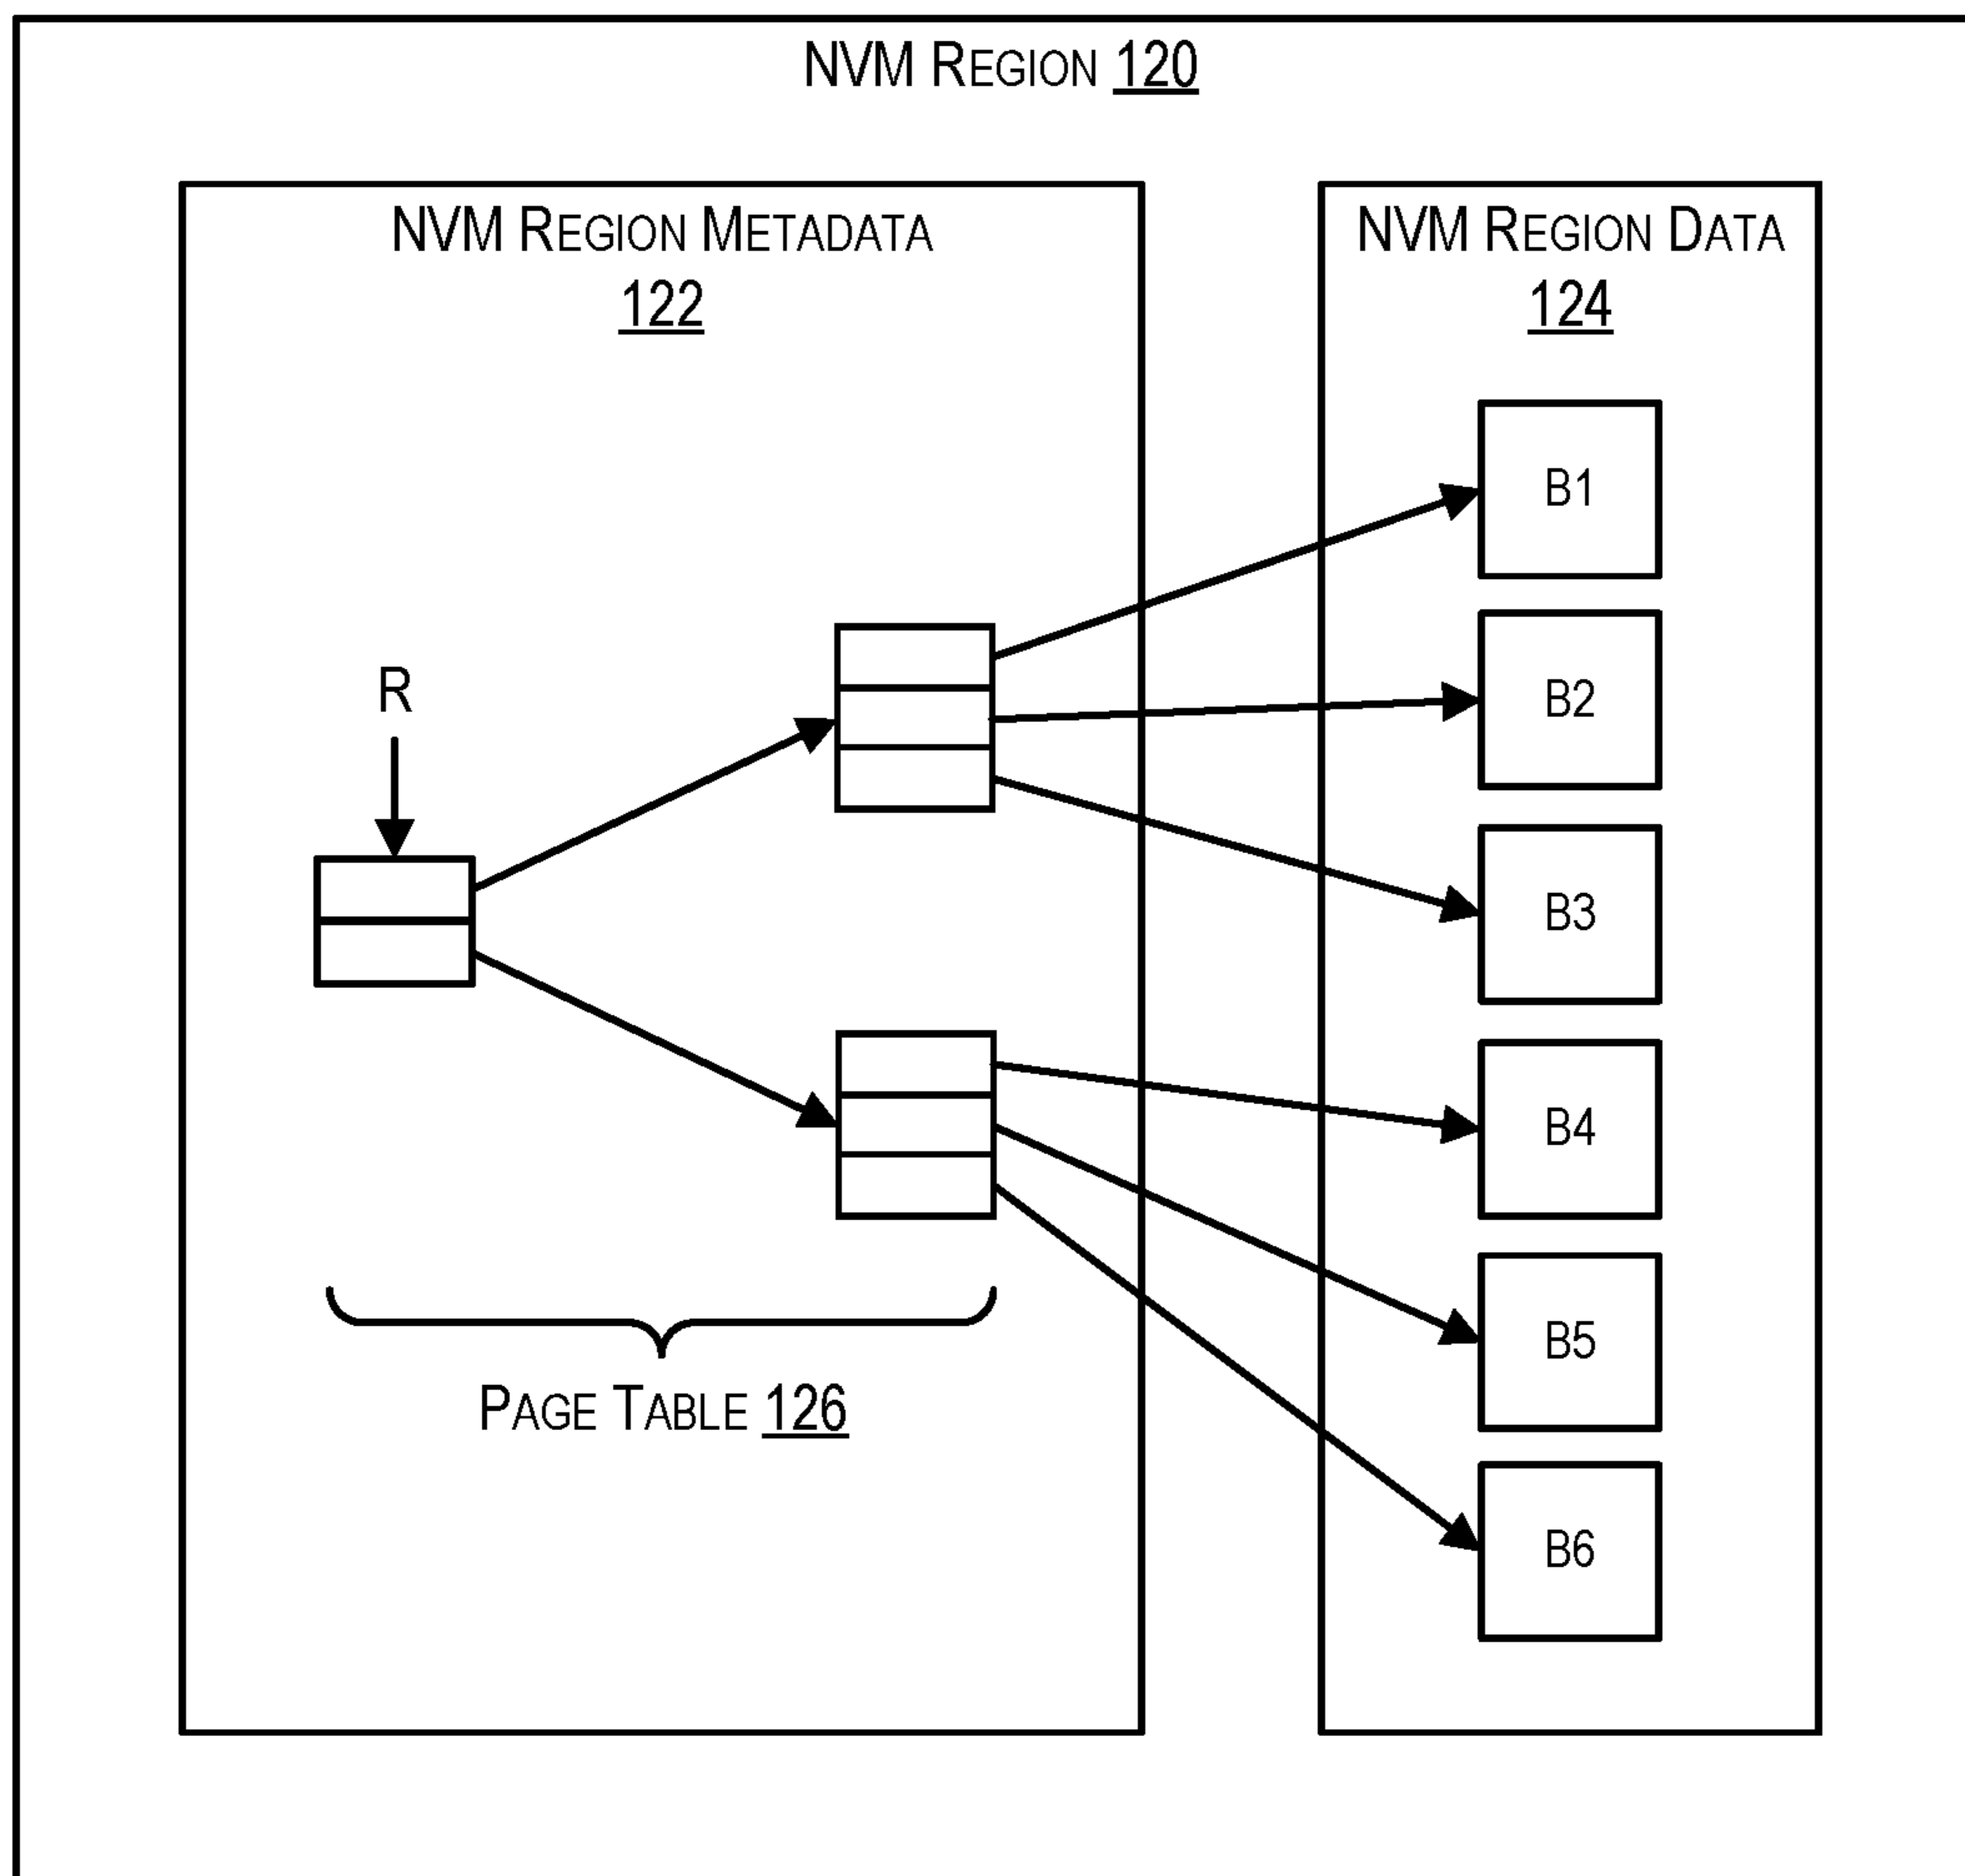 NVM REGION 120
NVM REGION METADATA
122
NVM REGION DATA
124
R
B1
B2
B3
B4
B5
B6
PAGE TABLE 126